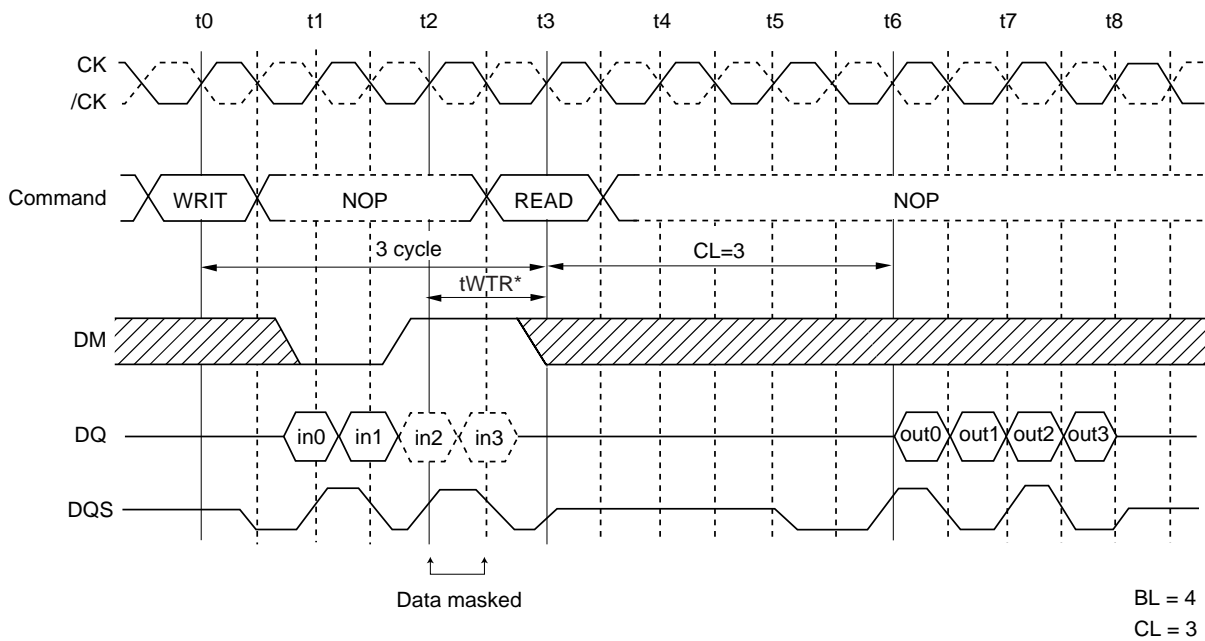 t0 t1 t2 t3 t4 t5 t6 t7 t8
CK
/CK
Command WRIT NOP READ NOP
3 cycle CL=3
tWTR*
DM
DQ in0 in1 in2 in3 out0 out1 out2 out3
DQS
Data masked
BL = 4
CL = 3